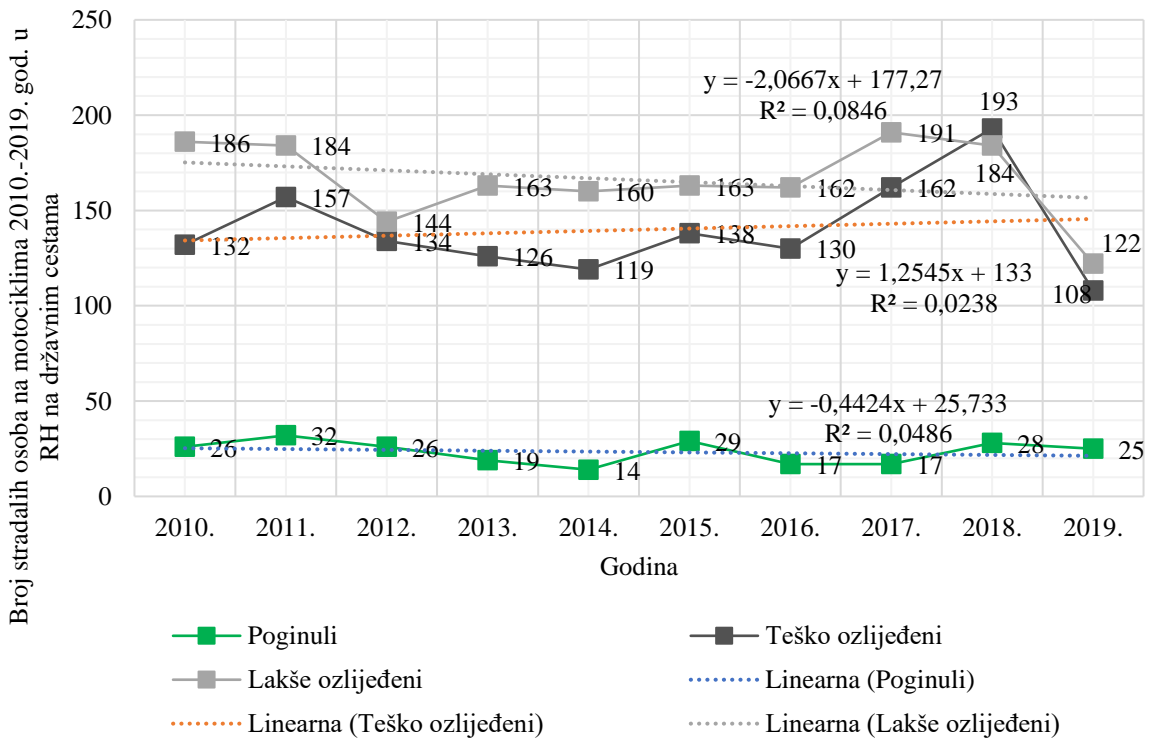 Broj stradalih osoba na motociklima 2010.-2019. god. u
RH na državnim cestama
250
200
150
100
50
0
y = -2,0667x + 177,27
R² = 0,0846
186
184
144
163
160
163
162
191
184
122
132
157
134
126
119
138
130
162
193
108
y = 1,2545x + 133
R² = 0,0238
y = -0,4424x + 25,733
R² = 0,0486
26
32
26
19
14
29
17
17
28
25
2010. 2011. 2012. 2013. 2014. 2015. 2016. 2017. 2018. 2019.
Godina
Poginuli
Teško ozlijeđeni
Lakše ozlijeđeni
Linearna (Poginuli)
Linearna (Teško ozlijeđeni)
Linearna (Lakše ozlijeđeni)